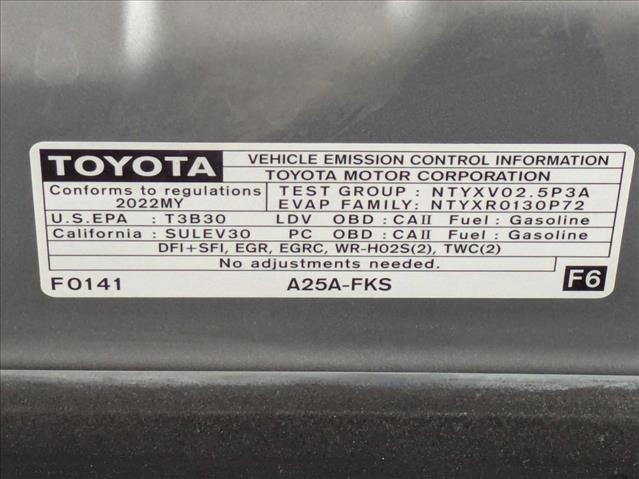 TOYOTA
VEHICLE EMISSION CONTROL INFORMATION
TOYOTA MOTOR CORPORATION
Conforms to regulations
2022MY
TEST GROUP : NTYXV02.5P3A
EVAP FAMILY: NTYXR0130P72
U.S.EPA : T3B30 LDV OBD : CAII Fuel : Gasoline
California : SULEV30 PC OBD : CAII Fuel : Gasoline
DFI+SFI, EGR, EGRC, WR-HO2S(2), TWC(2)
No adjustments needed.
F0141 A25A-FKS F6